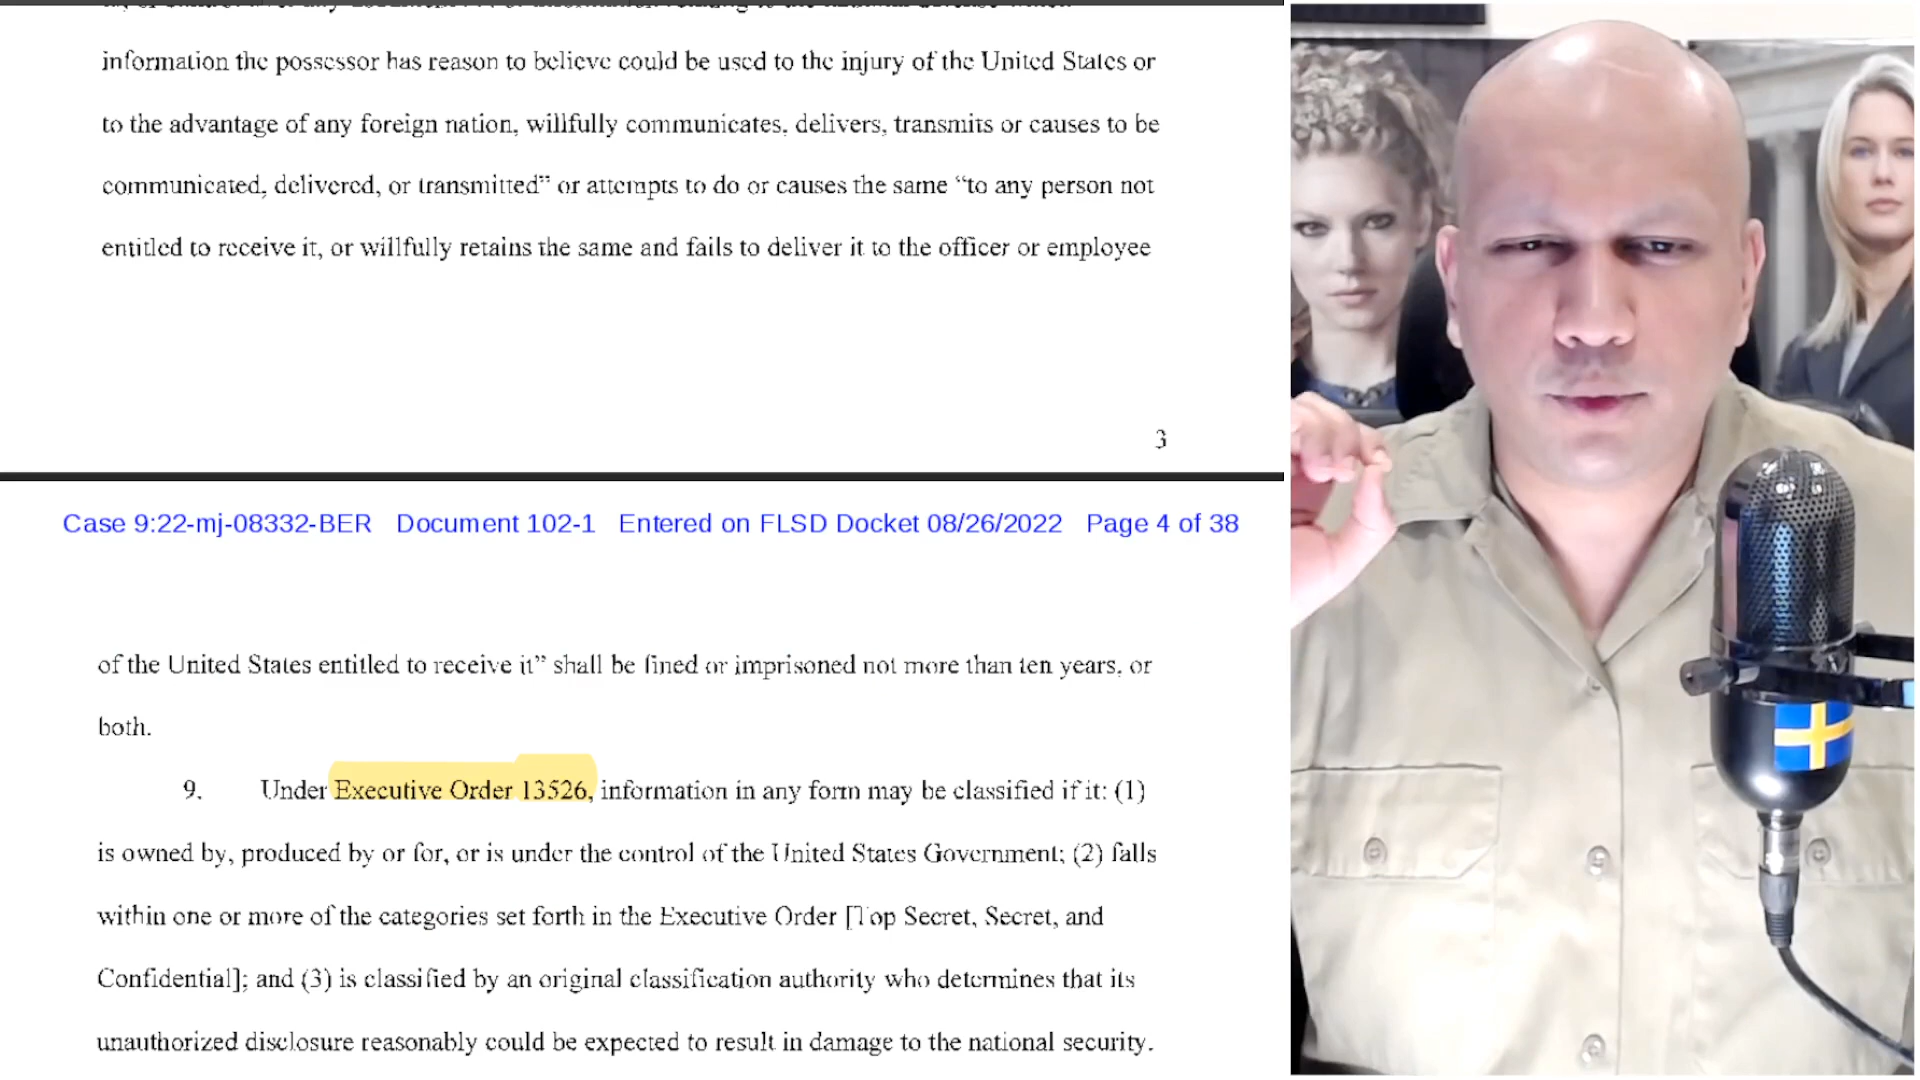 information the possessor has reason to believe could be used to the injury of the United States or
to the advantage of any foreign nation, willfully communicates, delivers, transmits or causes to be
communicated, delivered, or transmitted" or attempts to do or causes the same "to any person not
entitled to receive it, or willfully retains the same and fails to deliver it to the officer or employee
3
Case 9:22-mj-08332-BER Document 102-1 Entered on FLSD Docket 08/26/2022 Page 4 of 38
of the United States entitled to receive it" shall be fined or imprisoned not more than ten years, or
both.
9. Under Executive Order 13526, information in any form may be classified if it: (1)
is owned by, produced by or for, or is under the control of the United States Government; (2) falls
within one or more of the categories set forth in the Executive Order [Top Secret, Secret, and
Confidential]; and (3) is classified by an original classification authority who determines that its
unauthorized disclosure reasonably could be expected to result in damage to the national security.